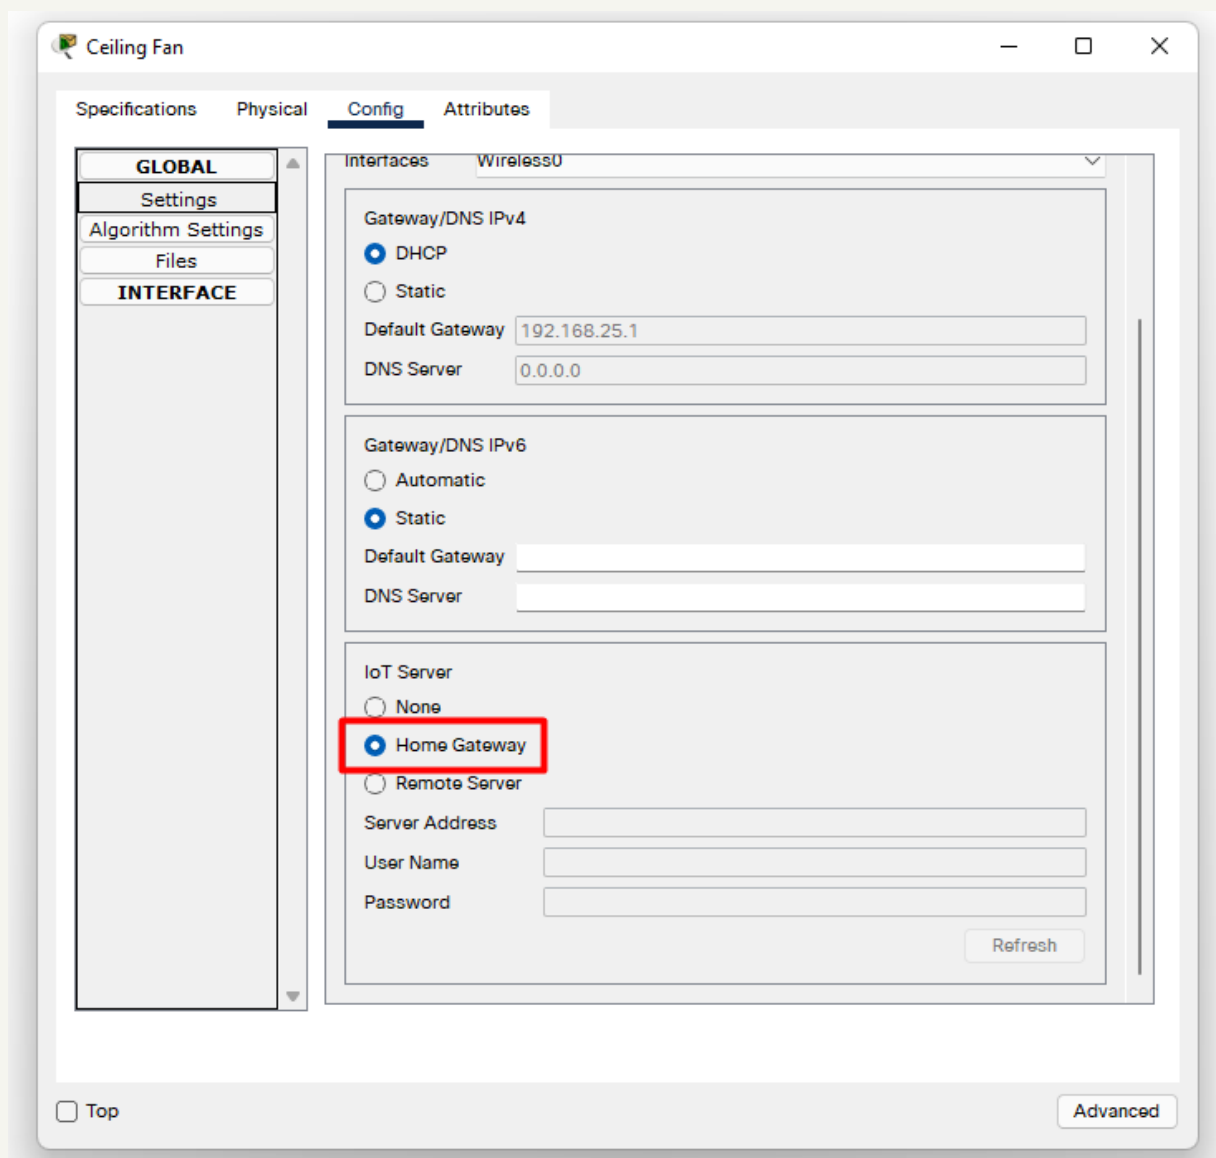 Ceiling Fan
Specifications Physical Config Attributes
GLOBAL
Settings
Algorithm Settings
Files
INTERFACE
Interfaces Wireless0
Gateway/DNS IPv4
DHCP
Static
Default Gateway 192.168.25.1
DNS Server 0.0.0.0
Gateway/DNS IPv6
Automatic
Static
Default Gateway
DNS Server
IoT Server
None
Home Gateway
Remote Server
Server Address
User Name
Password
Refresh
Top
Advanced